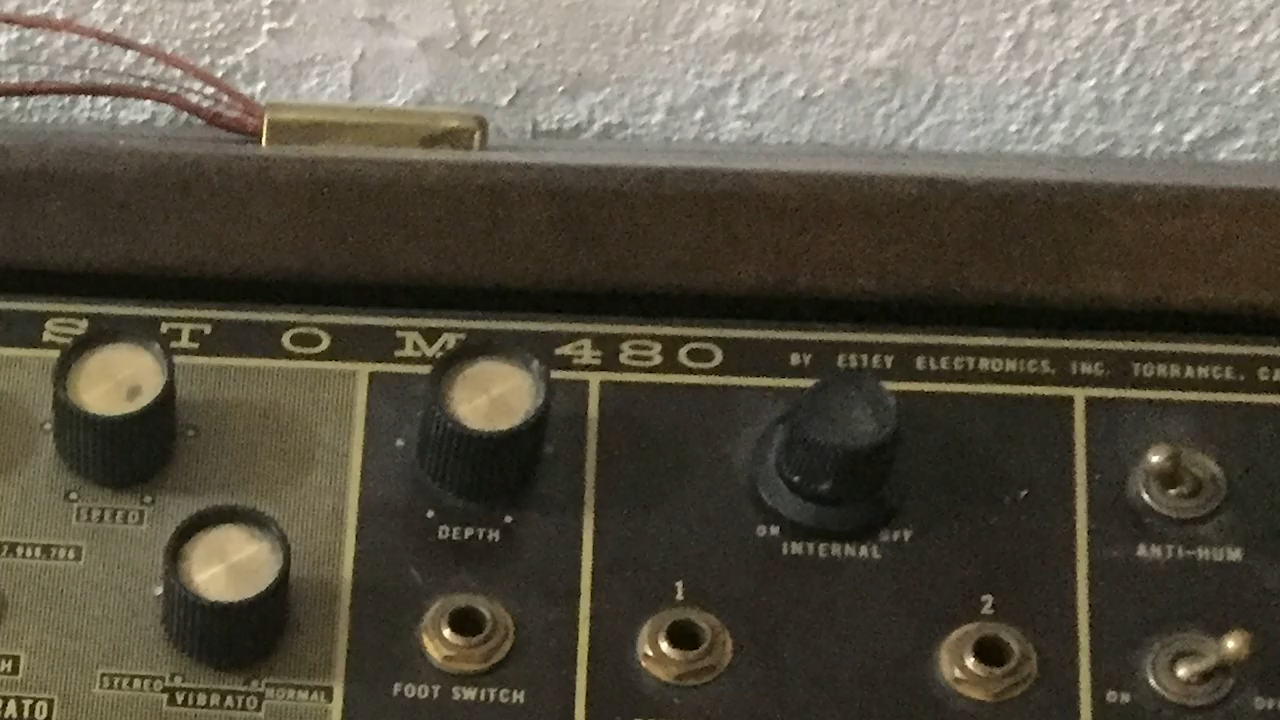 STOM 480 BY ESTEY ELECTRONICS, INC. TORRANCE, CA
SPEED
DEPTH
ON OFF
INTERNAL
ANTI-HUM
1
2
FOOT SWITCH
STEREO VIBRATO NORMAL
ON